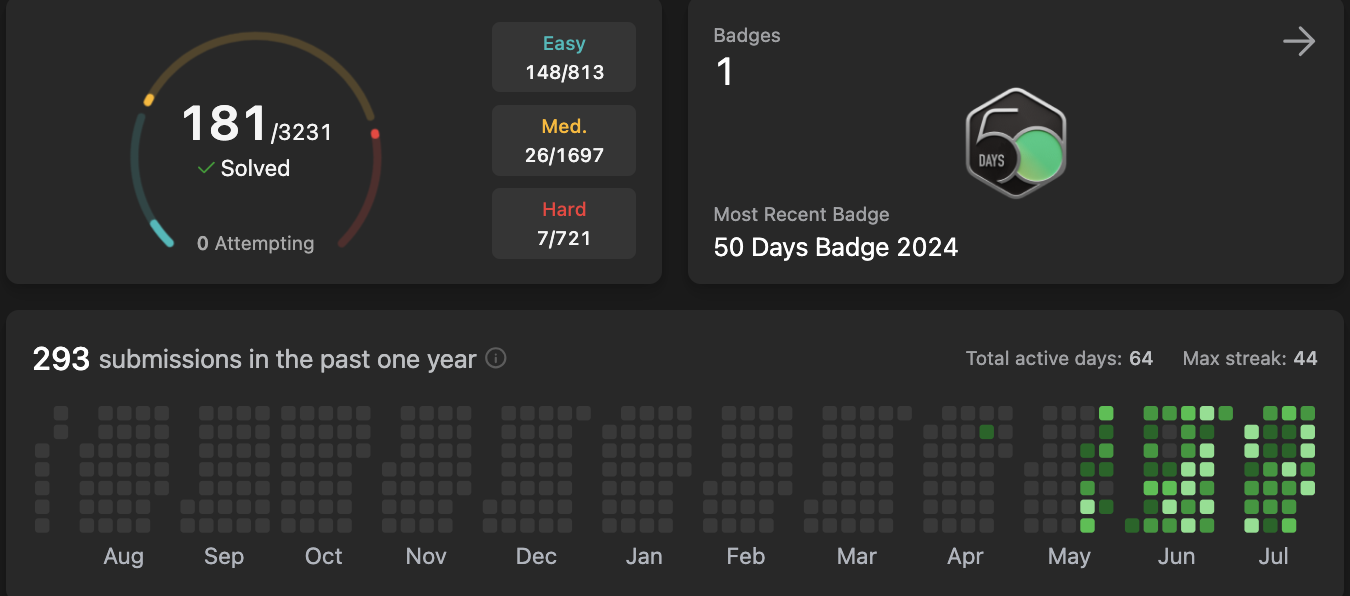 181/3231
Solved
0 Attempting
Easy
148/813
Med.
26/1697
Hard
7/721
Badges
1
50
DAYS
Most Recent Badge
50 Days Badge 2024
293 submissions in the past one year
Total active days: 64 Max streak: 44
Aug Sep Oct Nov Dec Jan Feb Mar Apr May Jun Jul